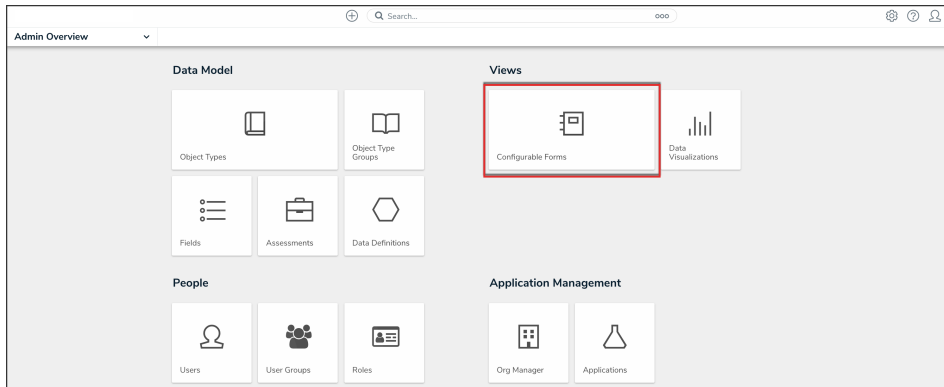 Search...
ooo
Admin Overview
Data Model
Views
Object Types
Object Type
Groups
Configurable Forms
Data
Visualizations
Fields
Assessments
Data Definitions
People
Application Management
Users
User Groups
Roles
Org Manager
Applications